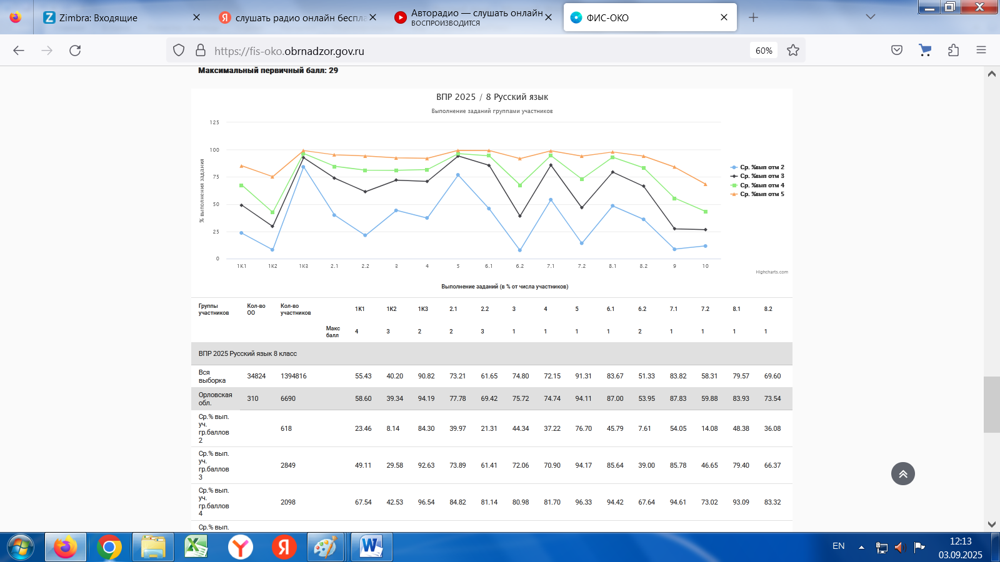 Zimbra: Входящие
слушать радио онлайн беспла
Авторадио — слушать онлайн
ВОСПРОИЗВОДИТСЯ
ФИС-ОКО
https://fis-oko.obrnadzor.gov.ru
60%
Максимальный первичный балл: 29
ВПР 2025 / 8 Русский язык
Выполнение заданий группами участников
% выполнения задания
125
100
75
50
25
0
1К1 1К2 1К3 2.1 2.2 3 4 5 6.1 6.2 7.1 7.2 8.1 8.2 9 10
Ср. %вып отм 2
Ср. %вып отм 3
Ср. %вып отм 4
Ср. %вып отм 5
Highcharts.com
Выполнение заданий (в % от числа участников)
Группы участников Кол-во ОО Кол-во участников 1К1 1К2 1К3 2.1 2.2 3 4 5 6.1 6.2 7.1 7.2 8.1 8.2
Макс балл 4 3 2 2 3 1 1 1 1 2 1 1 1 1
ВПР 2025 Русский язык 8 класс
Вся выборка 34824 1394816 55.43 40.20 90.82 73.21 61.65 74.80 72.15 91.31 83.67 51.33 83.82 58.31 79.57 69.60
Орловская обл. 310 6690 58.60 39.34 94.19 77.78 69.42 75.72 74.74 94.11 87.00 53.95 87.83 59.88 83.93 73.54
Ср.% вып. уч. гр.баллов 2 618 23.46 8.14 84.30 39.97 21.31 44.34 37.22 76.70 45.79 7.61 54.05 14.08 48.38 36.08
Ср.% вып. уч. гр.баллов 3 2849 49.11 29.58 92.63 73.89 61.41 72.06 70.90 94.17 85.64 39.00 85.78 46.65 79.40 66.37
Ср.% вып. уч. гр.баллов 4 2098 67.54 42.53 96.54 84.82 81.14 80.98 81.70 96.33 94.42 67.64 94.61 73.02 93.09 83.32
Ср.% вып.
EN
12:13
03.09.2025